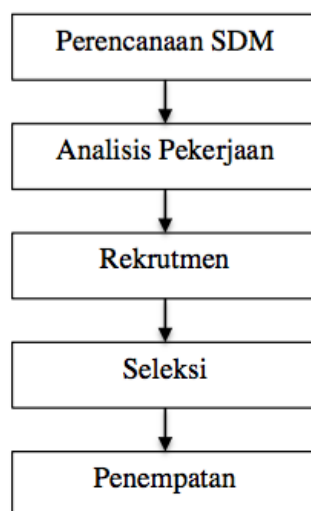 Perencanaan SDM
Analisis Pekerjaan
Rekrutmen
Seleksi
Penempatan